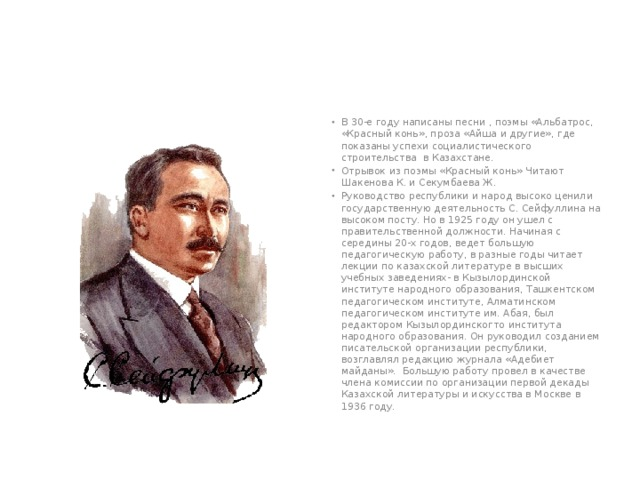 • В 30-е году написаны песни , поэмы «Альбатрос,
«Красный конь», проза «Айша и другие», где
показаны успехи социалистического
строительства в Казахстане.
• Отрывок из поэмы «Красный конь» Читают
Шакенова К. и Секумбаева Ж.
• Руководство республики и народ высоко ценили
государственную деятельность С. Сейфуллина на
высоком посту. Но в 1925 году он ушел с
правительственной должности. Начиная с
середины 20-х годов, ведет большую
педагогическую работу, в разные годы читает
лекции по казахской литературе в высших
учебных заведениях- в Кызылординской
институте народного образования, Ташкентском
педагогическом институте, Алматинском
педагогическом институте им. Абая, был
редактором Кызылординскогто института
народного образования. Он руководил созданием
писательской организации республики,
возглавлял редакцию журнала «Адебиет
майданы». Большую работу провел в качестве
члена комиссии по организации первой декады
Казахской литературы и искусства в Москве в
1936 году.
С.Сейфуллин